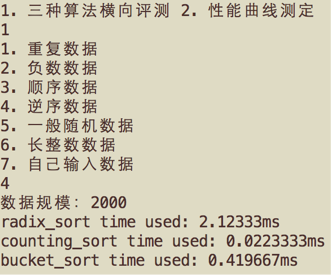 1. 三种算法横向评测 2. 性能曲线测定
1
1. 重复数据
2. 负数数据
3. 顺序数据
4. 逆序数据
5. 一般随机数据
6. 长整数数据
7. 自己输入数据
4
数据规模: 2000
radix_sort time used: 2.12333ms
counting_sort time used: 0.0223333ms
bucket_sort time used: 0.419667ms